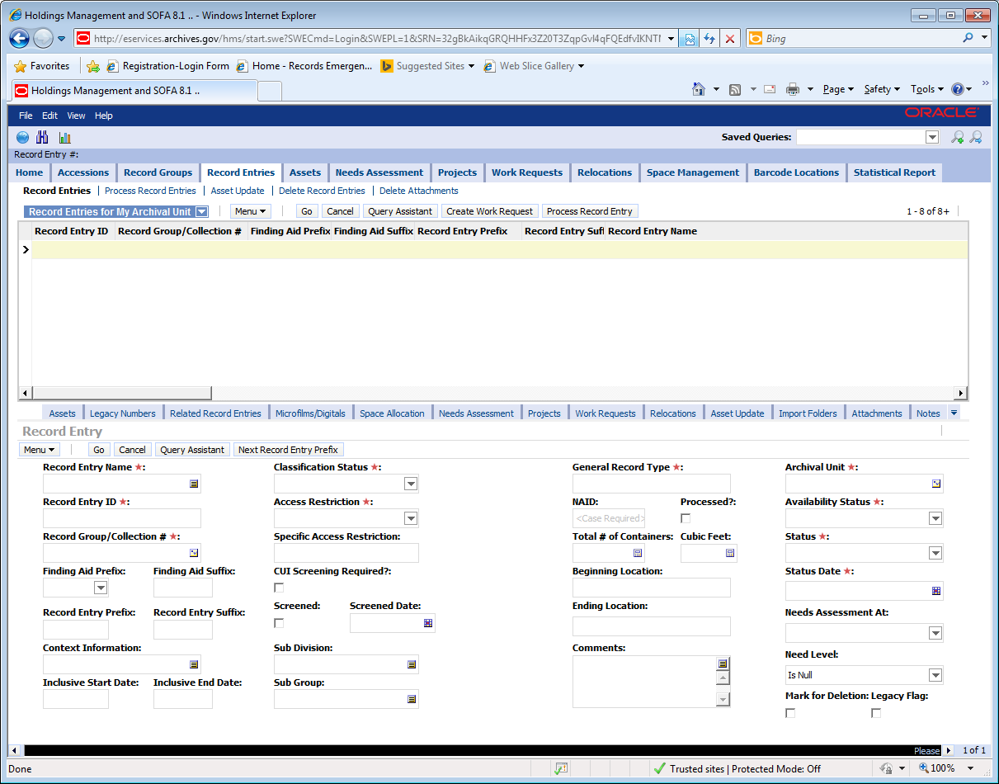 Holdings Management and SOFA 8.1 .. - Windows Internet Explorer
http://eservices.archives.gov/hms/start.swe?SWECmd=Login&SWEPL=1&SRN= Bing
Favorites Registration-Login Form Home - Records Emergen... Suggested Sites Web Slice Gallery
Holdings Management and SOFA 8.1 .. Page Safety Tools
File Edit View Help ORACLE
Saved Queries:
Record Entry #:
Home Accessions Record Groups Record Entries Assets Needs Assessment Projects Work Requests Relocations Space Management Barcode Locations Statistical Report
Record Entries Process Record Entries Asset Update Delete Record Entries Delete Attachments
Record Entries for My Archival Unit Menu Go Cancel Query Assistant Create Work Request Process Record Entry 1 - 8 of 8+
Record Entry ID Record Group/Collection # Finding Aid Prefix Finding Aid Suffix Record Entry Prefix Record Entry Suff Record Entry Name
Assets Legacy Numbers Related Record Entries Microfilms/Digitals Space Allocation Needs Assessment Projects Work Requests Relocations Asset Update Import Folders Attachments Notes
Record Entry
Menu Go Cancel Query Assistant Next Record Entry Prefix
Record Entry Name ★: Classification Status ★: General Record Type ★: Archival Unit ★:
Record Entry ID ★: Access Restriction ★: NAID: Processed?: Availability Status ★:
<Case Required>
Record Group/Collection # ★: Specific Access Restriction: Total # of Containers: Cubic Feet: Status ★:
Finding Aid Prefix: Finding Aid Suffix: CUI Screening Required?: Beginning Location: Status Date ★:
Record Entry Prefix: Record Entry Suffix: Screened: Screened Date: Ending Location: Needs Assessment At:
Context Information: Sub Division: Comments: Need Level:
Is Null
Inclusive Start Date: Inclusive End Date: Sub Group: Mark for Deletion: Legacy Flag:
Please 1 of 1
Done Trusted sites | Protected Mode: Off 100%